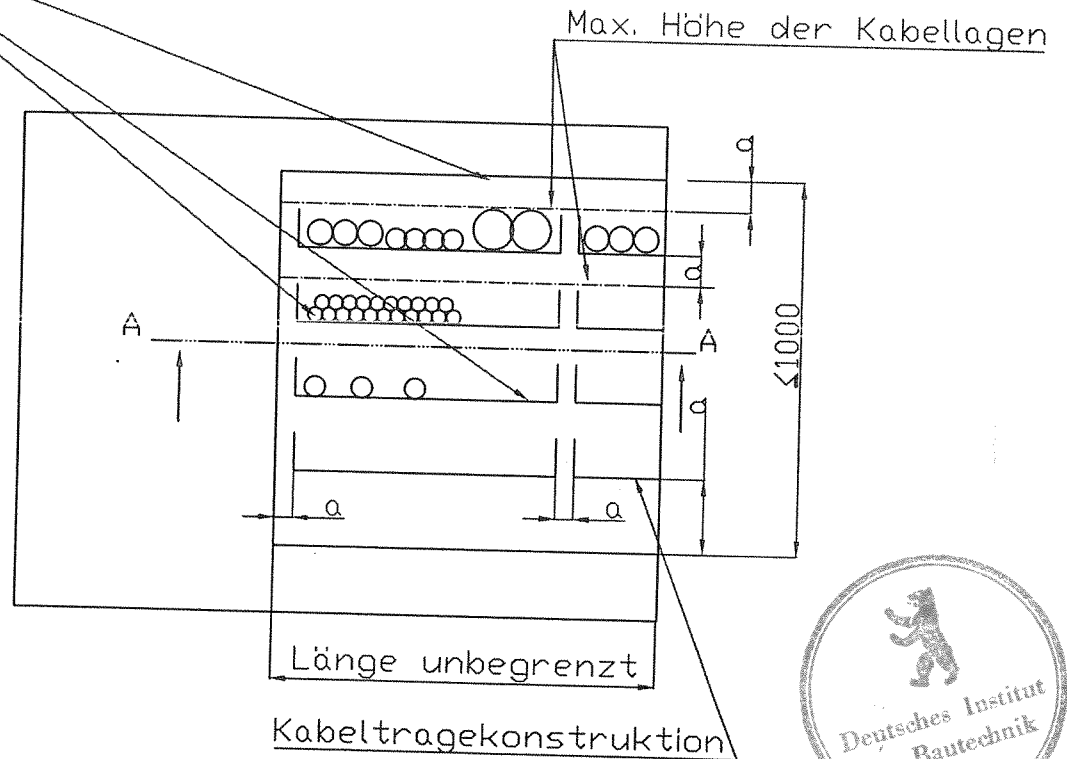 Max. Höhe der Kabellagen
a
a
A
A
≤1000
a
a
a
Länge unbegrenzt
Kabeltragekonstruktion
Deutsches Institut
Bautechnik